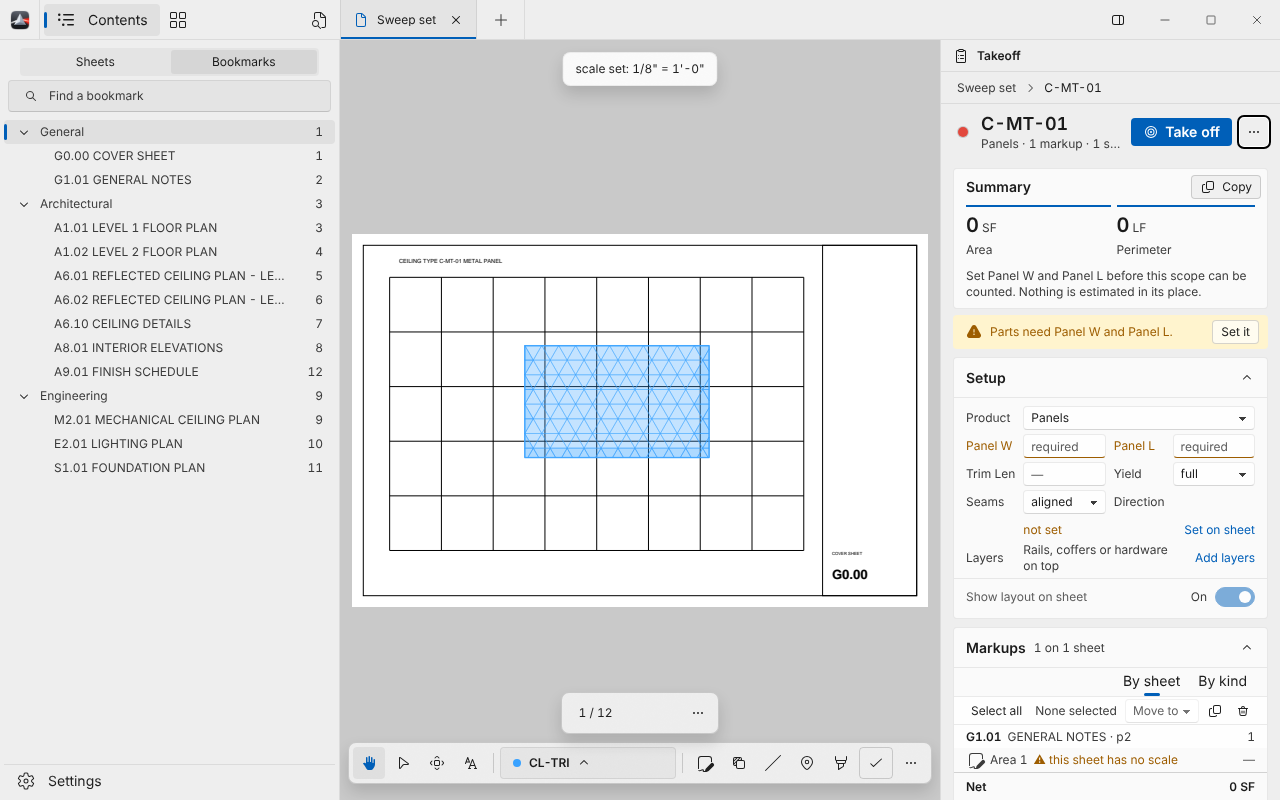 Contents
Sweep set
Sheets
Bookmarks
Find a bookmark
General 1
G0.00 COVER SHEET 1
G1.01 GENERAL NOTES 2
Architectural 3
A1.01 LEVEL 1 FLOOR PLAN 3
A1.02 LEVEL 2 FLOOR PLAN 4
A6.01 REFLECTED CEILING PLAN - LE... 5
A6.02 REFLECTED CEILING PLAN - LE... 6
A6.10 CEILING DETAILS 7
A8.01 INTERIOR ELEVATIONS 8
A9.01 FINISH SCHEDULE 12
Engineering 9
M2.01 MECHANICAL CEILING PLAN 9
E2.01 LIGHTING PLAN 10
S1.01 FOUNDATION PLAN 11
Settings
scale set: 1/8" = 1'-0"
CEILING TYPE C-MT-01 METAL PANEL
COVER SHEET
G0.00
1 / 12
CL-TRI
Takeoff
Sweep set > C-MT-01
C-MT-01
Panels · 1 markup · 1 s...
Take off
Summary
Copy
0 SF
Area
0 LF
Perimeter
Set Panel W and Panel L before this scope can be
counted. Nothing is estimated in its place.
Parts need Panel W and Panel L.
Set it
Setup
Product Panels
Panel W required Panel L required
Trim Len — Yield full
Seams aligned Direction
not set Set on sheet
Layers Rails, coffers or hardware
on top
Add layers
Show layout on sheet On
Markups 1 on 1 sheet
By sheet By kind
Select all None selected Move to
G1.01 GENERAL NOTES · p2 1
Area 1 this sheet has no scale —
Net 0 SF